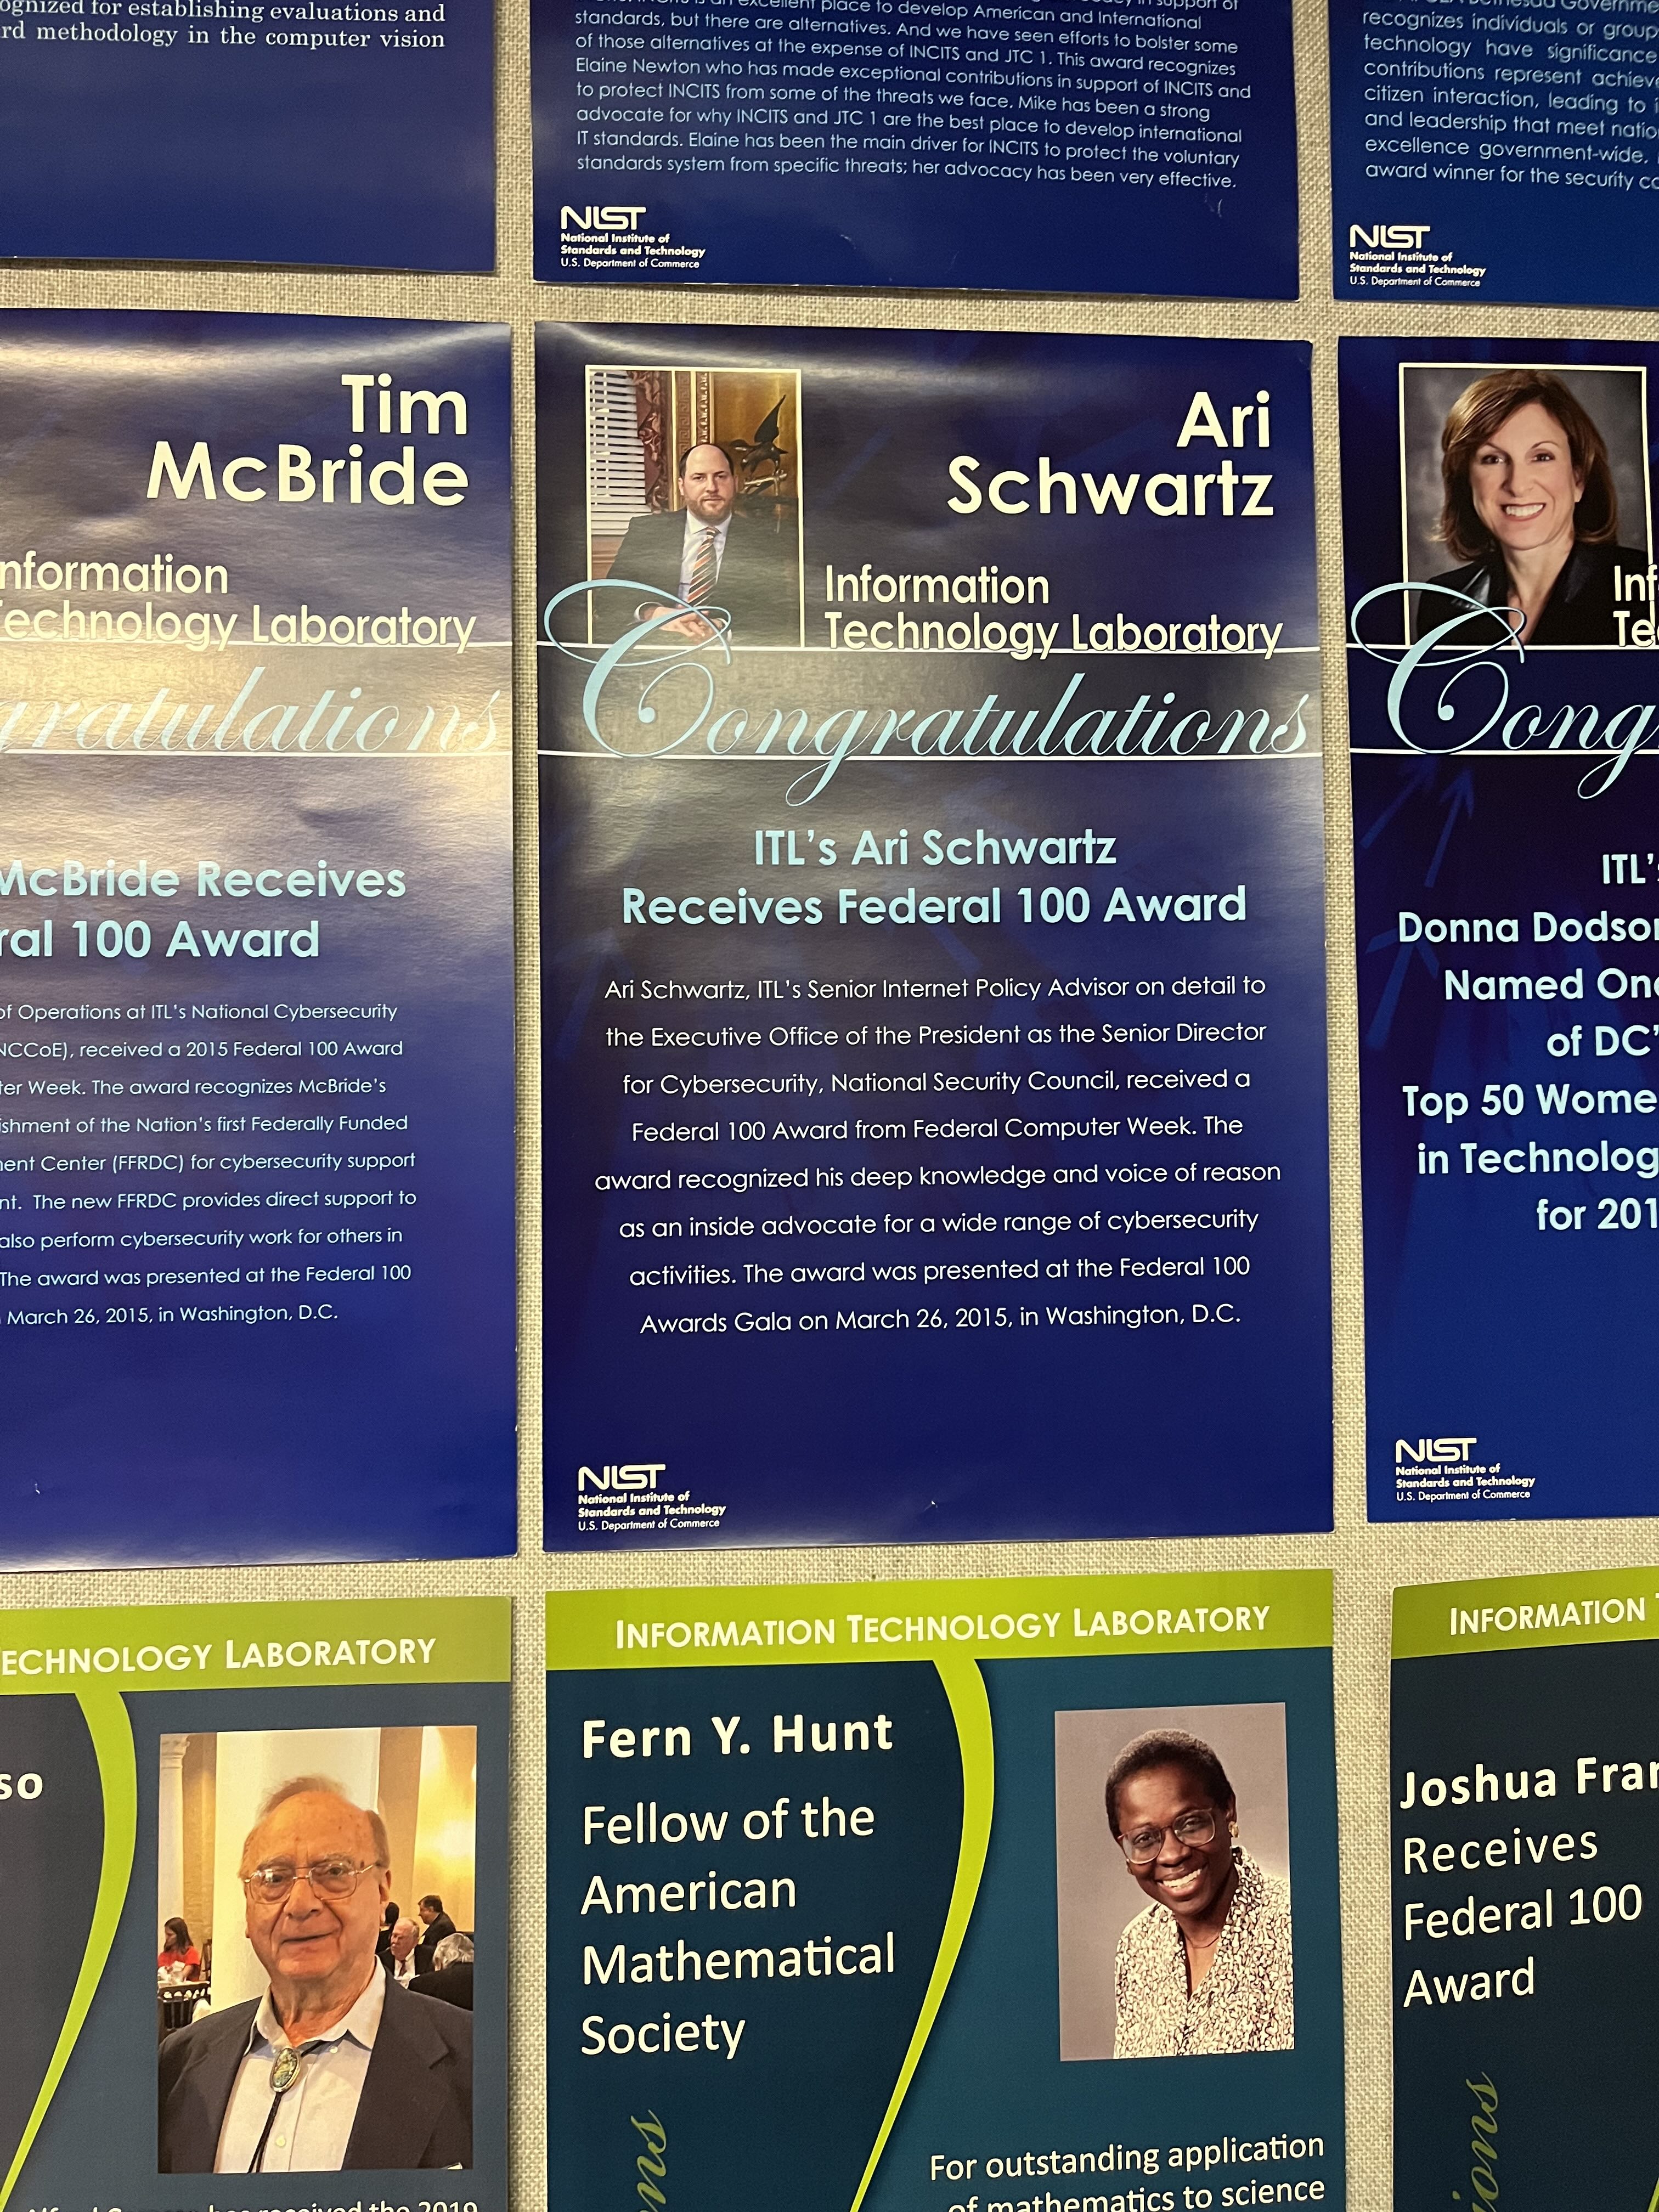 ognized for establishing evaluations and
rd methodology in the computer vision
excellent place to develop American and International
standards, but there are alternatives. And we have seen efforts to bolster some
of those alternatives at the expense of INCITS and JTC 1. This award recognizes
Elaine Newton who has made exceptional contributions in support of INCITS and
to protect INCITS from some of the threats we face. Mike has been a strong
advocate for why INCITS and JTC 1 are the best place to develop international
IT standards. Elaine has been the main driver for INCITS to protect the voluntary
standards system from specific threats; her advocacy has been very effective.
NIST
National Institute of
Standards and Technology
U.S. Department of Commerce
recognizes individuals or group
technology have significance
contributions represent achieve
citizen interaction, leading to i
and leadership that meet natio
excellence government-wide.
award winner for the security co
NIST
National Institute of
Standards and Technology
U.S. Department of Commerce
Tim
McBride
nformation
Technology Laboratory
gratulations
McBride Receives
ral 100 Award
of Operations at ITL's National Cybersecurity
NCCoE), received a 2015 Federal 100 Award
ter Week. The award recognizes McBride's
ishment of the Nation's first Federally Funded
ment Center (FFRDC) for cybersecurity support
nt. The new FFRDC provides direct support to
also perform cybersecurity work for others in
The award was presented at the Federal 100
March 26, 2015, in Washington, D.C.
Ari
Schwartz
Information
Technology Laboratory
Congratulations
ITL's Ari Schwartz
Receives Federal 100 Award
Ari Schwartz, ITL's Senior Internet Policy Advisor on detail to
the Executive Office of the President as the Senior Director
for Cybersecurity, National Security Council, received a
Federal 100 Award from Federal Computer Week. The
award recognized his deep knowledge and voice of reason
as an inside advocate for a wide range of cybersecurity
activities. The award was presented at the Federal 100
Awards Gala on March 26, 2015, in Washington, D.C.
NIST
National Institute of
Standards and Technology
U.S. Department of Commerce
Inf
Te
Cong
ITL's
Donna Dodson
Named One
of DC'
Top 50 Wome
in Technolog
for 201
NIST
National Institute of
Standards and Technology
U.S. Department of Commerce
ECHNOLOGY LABORATORY
so
INFORMATION TECHNOLOGY LABORATORY
Fern Y. Hunt
Fellow of the
American
Mathematical
Society
ns
For outstanding application
of mathematics to science
INFORMATION T
Joshua Fran
Receives
Federal 100
Award
ions
has received the 2019